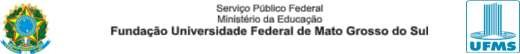 Serviço Público Federal
Ministério da Educação
Fundação Universidade Federal de Mato Grosso do Sul
UFMS